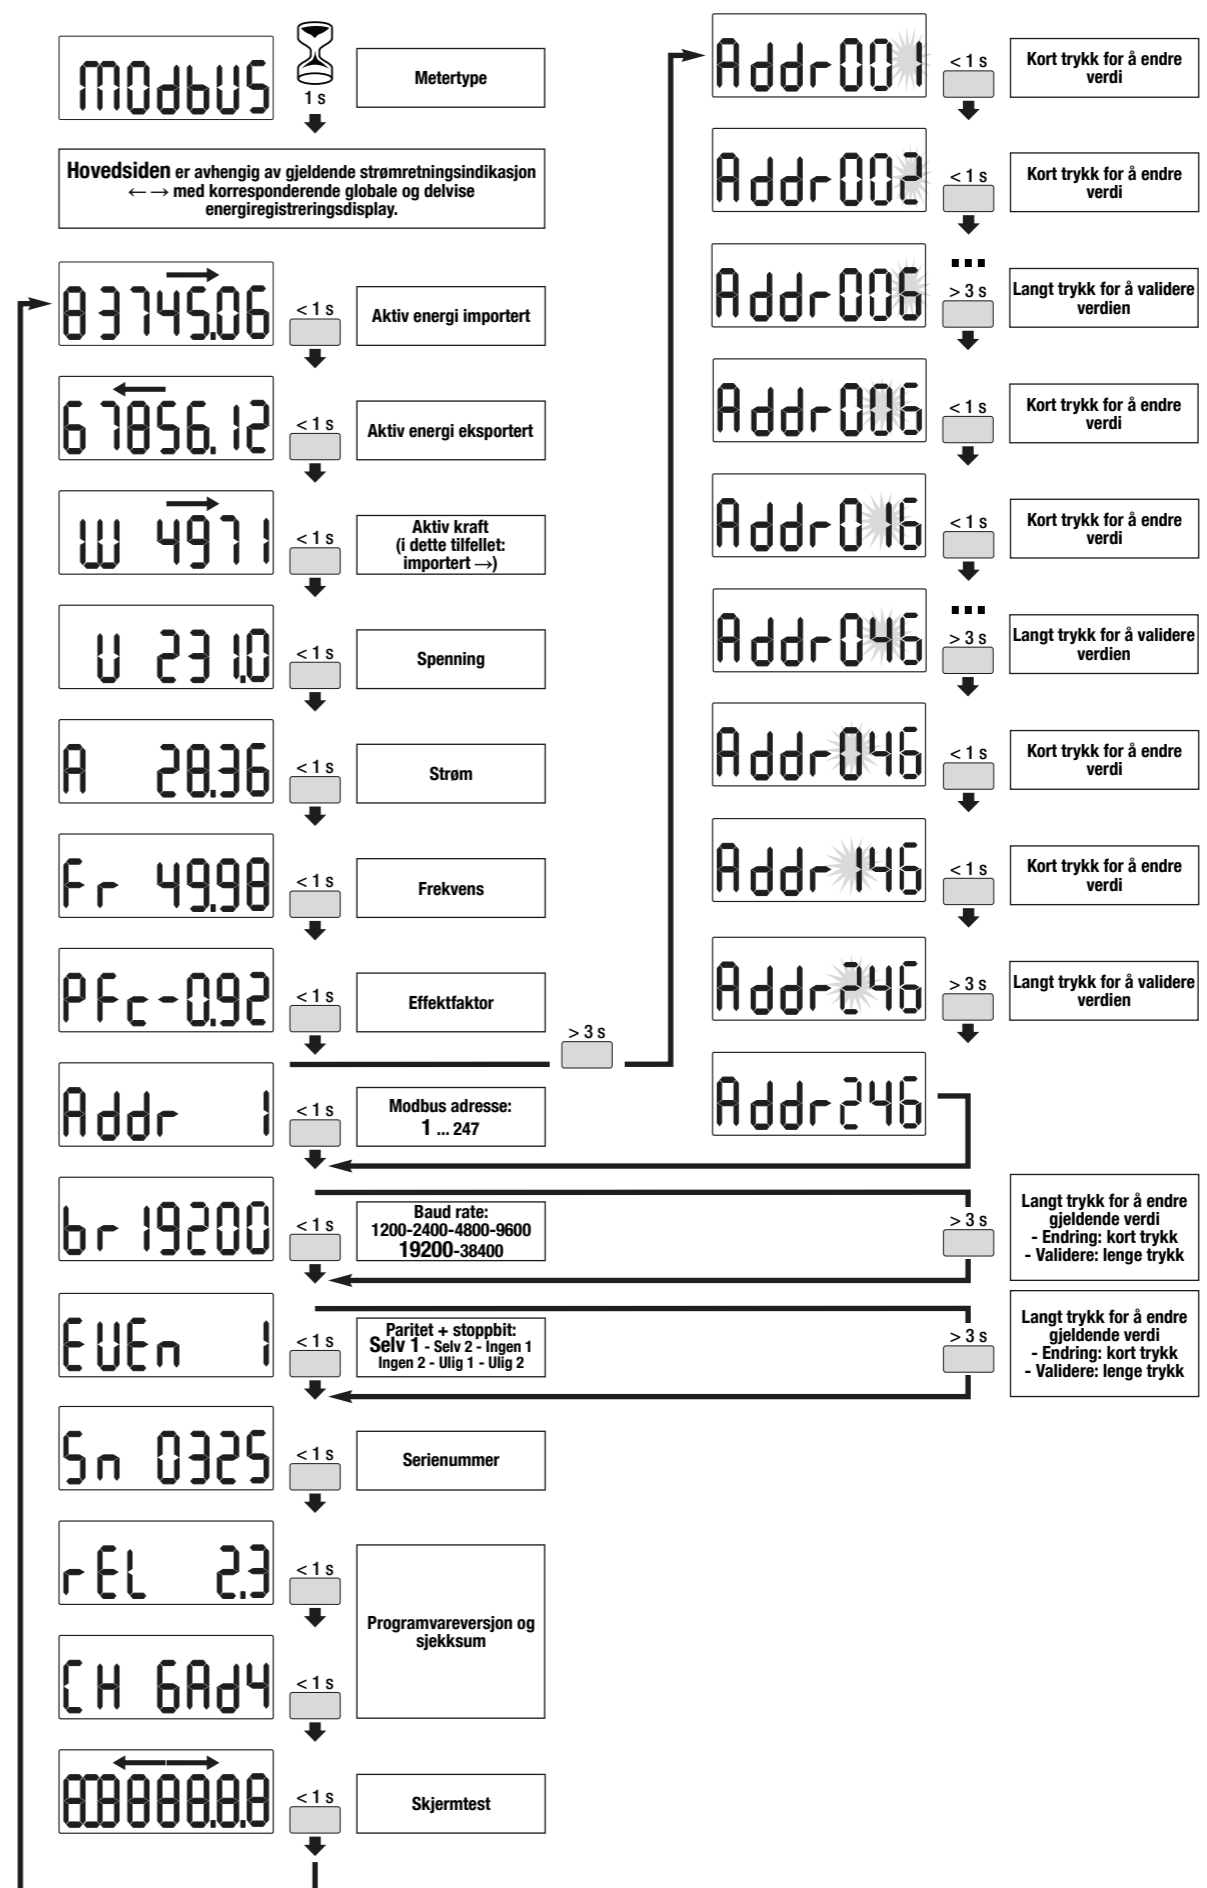 M0dbUS
1 s
Metertype
Hovedsiden er avhengig av gjeldende strømretningsindikasjon
←→ med korresponderende globale og delvise
energiregistreringsdisplay.
83745.06
< 1 s
Aktiv energi importert
67856.12
< 1 s
Aktiv energi eksportert
W 4971
< 1 s
Aktiv kraft
(i dette tilfellet:
importert →)
U 231.0
< 1 s
Spenning
A 28.36
< 1 s
Strøm
Fr 49.98
< 1 s
Frekvens
PFc-0.92
< 1 s
Effektfaktor
> 3 s
Addr 1
< 1 s
Modbus adresse:
1 ... 247
br 19200
< 1 s
Baud rate:
1200-2400-4800-9600
19200-38400
> 3 s
Langt trykk for å endre
gjeldende verdi
- Endring: kort trykk
- Validere: lenge trykk
EUEn 1
< 1 s
Paritet + stoppbit:
Selv 1 - Selv 2 - Ingen 1
Ingen 2 - Ulig 1 - Ulig 2
> 3 s
Langt trykk for å endre
gjeldende verdi
- Endring: kort trykk
- Validere: lenge trykk
Sn 0325
< 1 s
Serienummer
rEL 2.3
< 1 s
Programvareversjon og
sjekksum
CH 6Ad4
< 1 s
88888.8.8
< 1 s
Skjermtest
Addr001
< 1 s
Kort trykk for å endre
verdi
Addr002
< 1 s
Kort trykk for å endre
verdi
Addr006
...
> 3 s
Langt trykk for å validere
verdien
Addr006
< 1 s
Kort trykk for å endre
verdi
Addr016
< 1 s
Kort trykk for å endre
verdi
Addr046
...
> 3 s
Langt trykk for å validere
verdien
Addr046
< 1 s
Kort trykk for å endre
verdi
Addr146
< 1 s
Kort trykk for å endre
verdi
Addr246
> 3 s
Langt trykk for å validere
verdien
Addr246